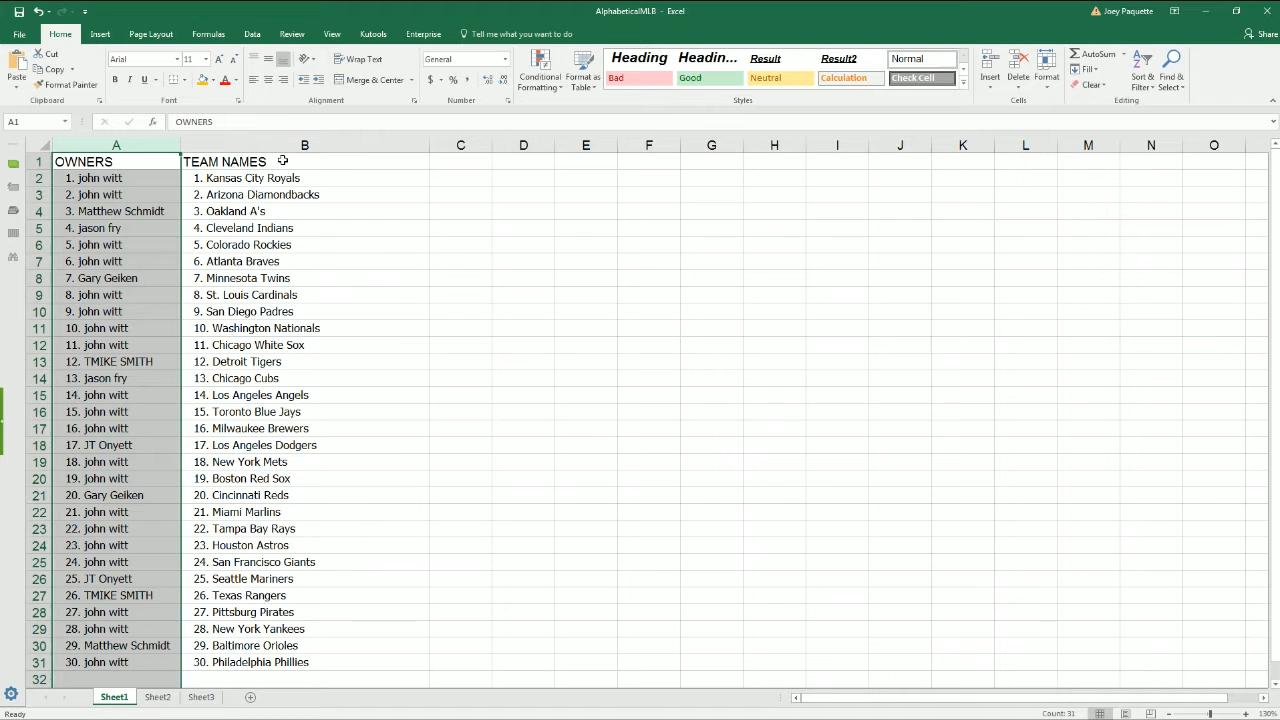 AlphabeticalMLB - Excel
Joey Paquette
File Home Insert Page Layout Formulas Data Review View Kutools Enterprise Tell me what you want to do Share
Paste Cut Copy Format Painter Clipboard
Arial 11 B I U Font
Wrap Text Merge & Center Alignment
General $ % , Number
Conditional Formatting Format as Table
Heading Headin... Result Result2 Normal
Bad Good Neutral Calculation Check Cell
Styles
Insert Delete Format Cells
AutoSum Fill Clear Sort & Filter Find & Select Editing
A1 fx OWNERS
A B C D E F G H I J K L M N O
1 OWNERS TEAM NAMES
2 1. john witt 1. Kansas City Royals
3 2. john witt 2. Arizona Diamondbacks
4 3. Matthew Schmidt 3. Oakland A's
5 4. jason fry 4. Cleveland Indians
6 5. john witt 5. Colorado Rockies
7 6. john witt 6. Atlanta Braves
8 7. Gary Geiken 7. Minnesota Twins
9 8. john witt 8. St. Louis Cardinals
10 9. john witt 9. San Diego Padres
11 10. john witt 10. Washington Nationals
12 11. john witt 11. Chicago White Sox
13 12. TMIKE SMITH 12. Detroit Tigers
14 13. jason fry 13. Chicago Cubs
15 14. john witt 14. Los Angeles Angels
16 15. john witt 15. Toronto Blue Jays
17 16. john witt 16. Milwaukee Brewers
18 17. JT Onyett 17. Los Angeles Dodgers
19 18. john witt 18. New York Mets
20 19. john witt 19. Boston Red Sox
21 20. Gary Geiken 20. Cincinnati Reds
22 21. john witt 21. Miami Marlins
23 22. john witt 22. Tampa Bay Rays
24 23. john witt 23. Houston Astros
25 24. john witt 24. San Francisco Giants
26 25. JT Onyett 25. Seattle Mariners
27 26. TMIKE SMITH 26. Texas Rangers
28 27. john witt 27. Pittsburg Pirates
29 28. john witt 28. New York Yankees
30 29. Matthew Schmidt 29. Baltimore Orioles
31 30. john witt 30. Philadelphia Phillies
32
Sheet1 Sheet2 Sheet3
Ready Count: 31 130%